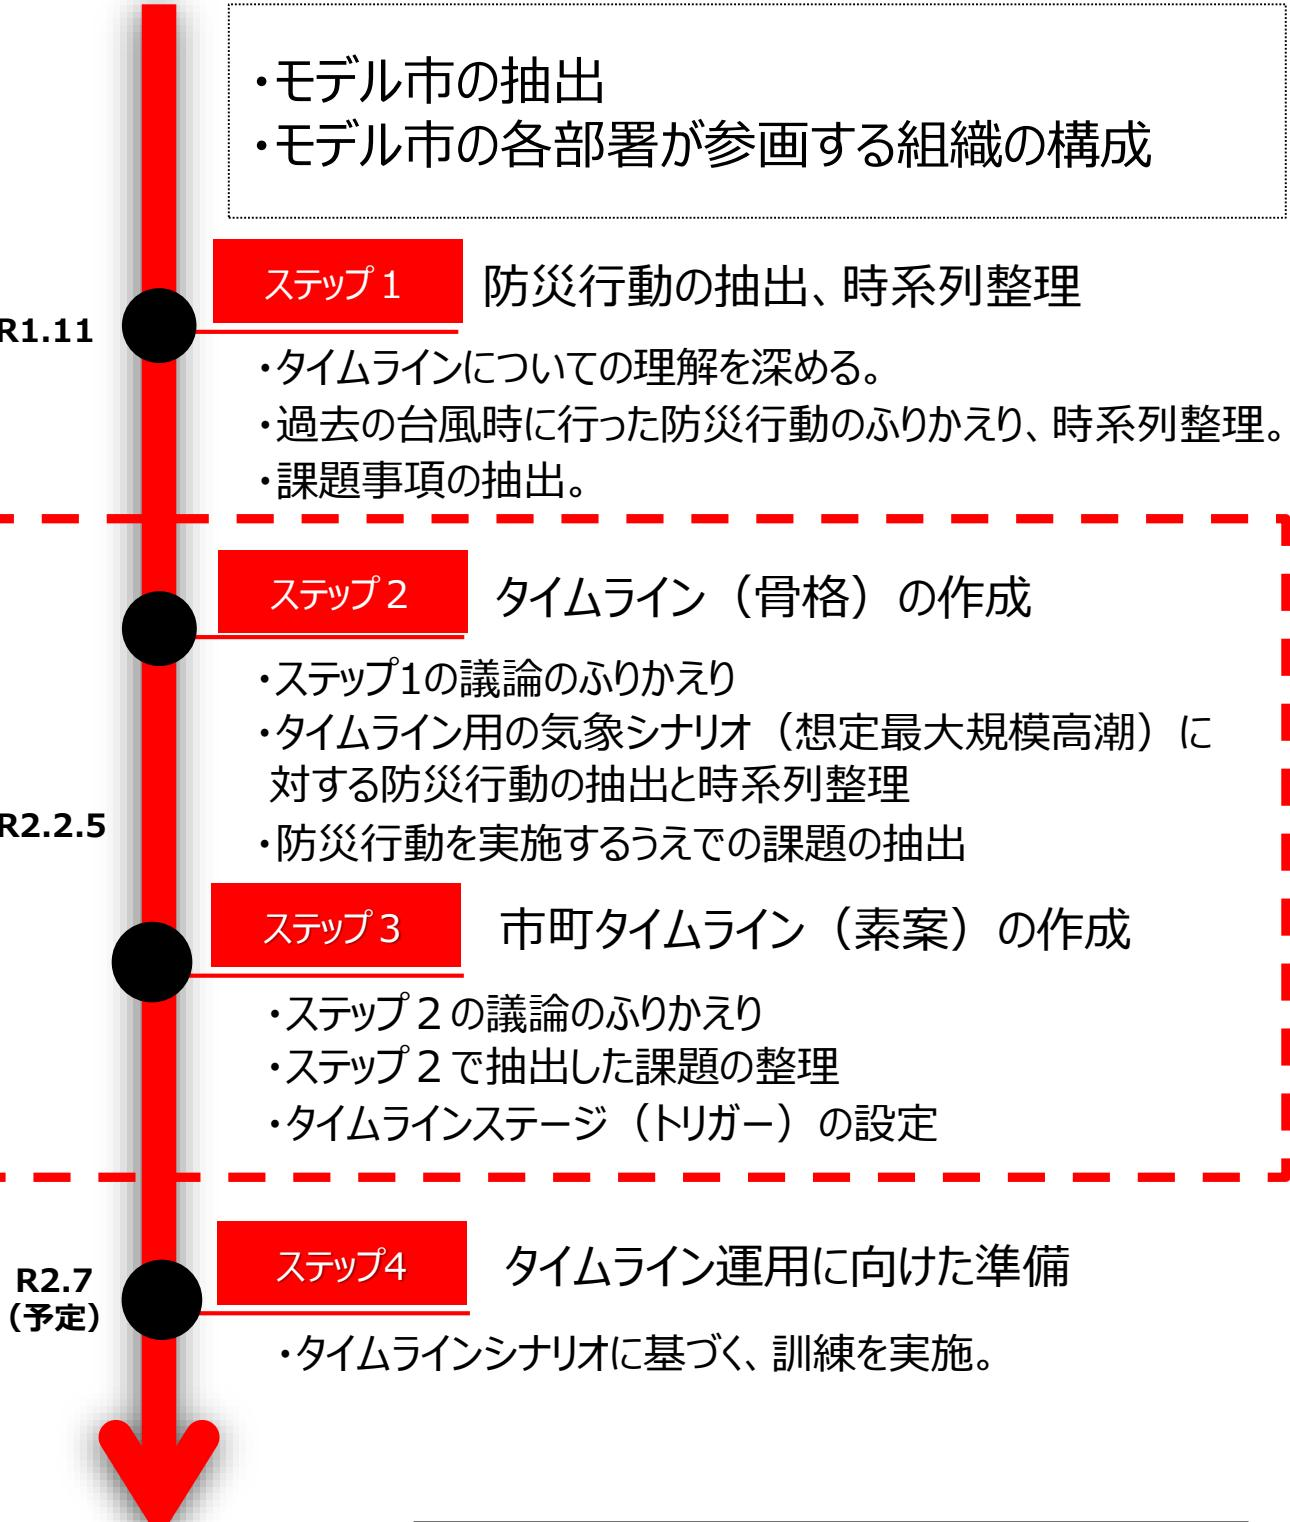 ・モデル市の抽出
・モデル市の各部署が参画する組織の構成
ステップ１ 防災行動の抽出、時系列整理
R1.11
・タイムラインについての理解を深める。
・過去の台風時に行った防災行動のふりかえり、時系列整理。
・課題事項の抽出。
ステップ２ タイムライン（骨格）の作成
・ステップ1の議論のふりかえり
・タイムライン用の気象シナリオ（想定最大規模高潮）に
対する防災行動の抽出と時系列整理
R2.2.5
・防災行動を実施するうえでの課題の抽出
ステップ３ 市町タイムライン（素案）の作成
・ステップ２の議論のふりかえり
・ステップ２で抽出した課題の整理
・タイムラインステージ（トリガー）の設定
ステップ4 タイムライン運用に向けた準備
R2.7
（予定）
・タイムラインシナリオに基づく、訓練を実施。